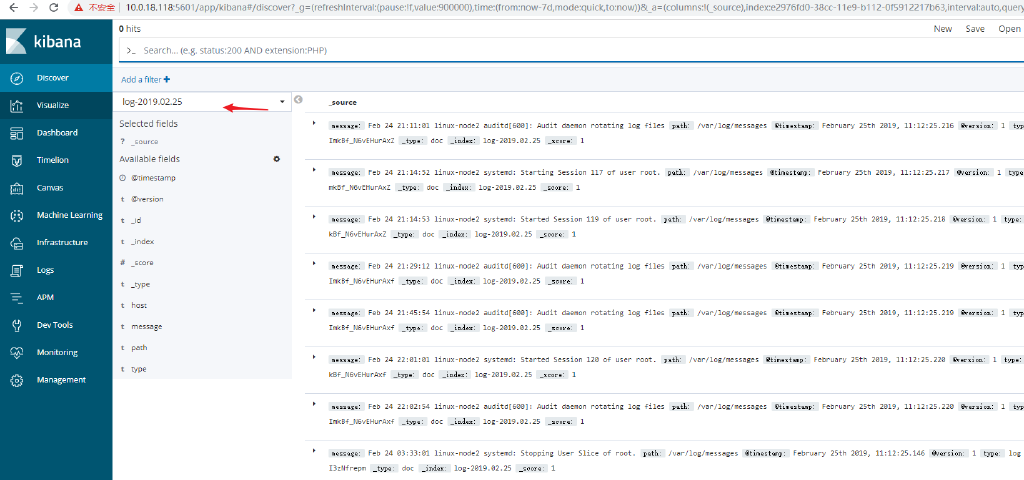 不安全 | 10.0.18.118:5601/app/kibana#/discover?_g=(refreshInterval:(pause:!f,value:900000),time:(from:now-7d,mode:quick,to:now))&_a=(columns:!(_source),index:e2976fd0-38cc-11e9-b112-0f5912217b63,interval:auto,query
kibana
Discover
Visualize
Dashboard
Timelion
Canvas
Machine Learning
Infrastructure
Logs
APM
Dev Tools
Monitoring
Management
0 hits
New Save Open
>_ Search... (e.g. status:200 AND extension:PHP)
Add a filter +
log-2019.02.25
Selected fields
? _source
Available fields
@timestamp
t @version
t _id
t _index
# _score
t _type
t host
t message
t path
t type
_source
message: Feb 24 21:11:01 linux-node2 auditd[600]: Audit daemon rotating log files path: /var/log/messages @timestamp: February 25th 2019, 11:12:25.216 @version: 1 typ
ImkBf_N6vEHurAxZ _type: doc _index: log-2019.02.25 _score: 1
message: Feb 24 21:14:52 linux-node2 systemd: Starting Session 117 of user root. path: /var/log/messages @timestamp: February 25th 2019, 11:12:25.217 @version: 1 type
mkBf_N6vEHurAxZ _type: doc _index: log-2019.02.25 _score: 1
message: Feb 24 21:14:53 linux-node2 systemd: Started Session 119 of user root. path: /var/log/messages @timestamp: February 25th 2019, 11:12:25.218 @version: 1 type:
kBf_N6vEHurAxZ _type: doc _index: log-2019.02.25 _score: 1
message: Feb 24 21:29:12 linux-node2 auditd[600]: Audit daemon rotating log files path: /var/log/messages @timestamp: February 25th 2019, 11:12:25.219 @version: 1 typ
ImkBf_N6vEHurAxf _type: doc _index: log-2019.02.25 _score: 1
message: Feb 24 21:45:54 linux-node2 auditd[600]: Audit daemon rotating log files path: /var/log/messages @timestamp: February 25th 2019, 11:12:25.219 @version: 1 typ
ImkBf_N6vEHurAxf _type: doc _index: log-2019.02.25 _score: 1
message: Feb 24 22:01:01 linux-node2 systemd: Started Session 120 of user root. path: /var/log/messages @timestamp: February 25th 2019, 11:12:25.220 @version: 1 type:
kBf_N6vEHurAxf _type: doc _index: log-2019.02.25 _score: 1
message: Feb 24 22:02:54 linux-node2 auditd[600]: Audit daemon rotating log files path: /var/log/messages @timestamp: February 25th 2019, 11:12:25.220 @version: 1 typ
ImkBf_N6vEHurAxf _type: doc _index: log-2019.02.25 _score: 1
message: Feb 24 03:33:01 linux-node2 systemd: Stopping User Slice of root. path: /var/log/messages @timestamp: February 25th 2019, 11:12:25.146 @version: 1 type: log
I3zNfrepm _type: doc _index: log-2019.02.25 _score: 1